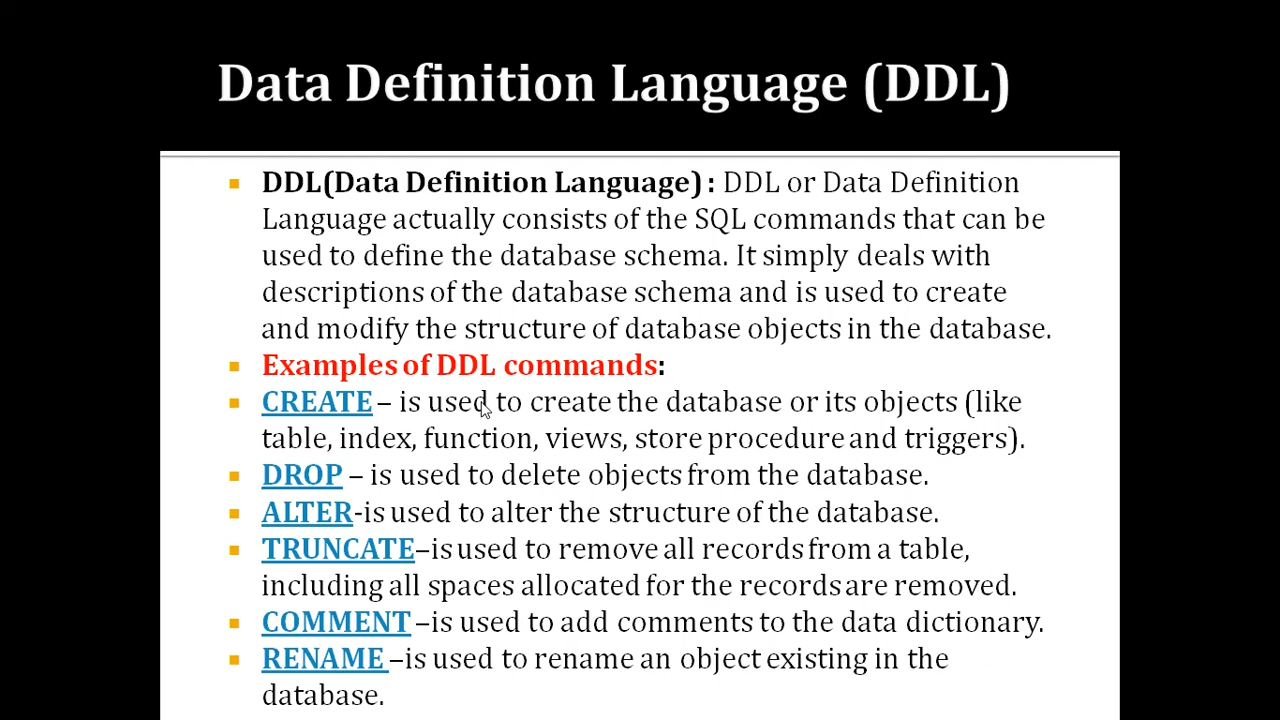 Data Definition Language (DDL)
DDL(Data Definition Language) : DDL or Data Definition
Language actually consists of the SQL commands that can be
used to define the database schema. It simply deals with
descriptions of the database schema and is used to create
and modify the structure of database objects in the database.
Examples of DDL commands:
CREATE – is used to create the database or its objects (like
table, index, function, views, store procedure and triggers).
DROP – is used to delete objects from the database.
ALTER-is used to alter the structure of the database.
TRUNCATE–is used to remove all records from a table,
including all spaces allocated for the records are removed.
COMMENT –is used to add comments to the data dictionary.
RENAME –is used to rename an object existing in the
database.